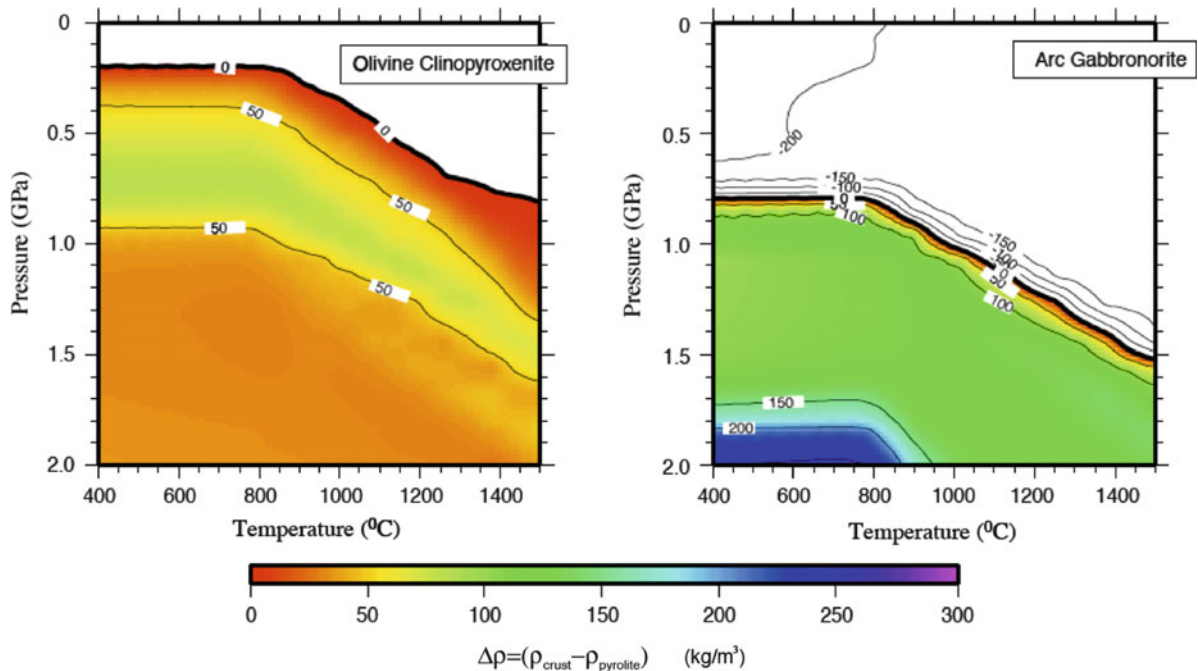 Olivine Clinopyroxenite
Pressure (GPa)
0
0.5
1.0
1.5
2.0
0
0
50
50
50
50
400 600 800 1000 1200 1400
Temperature (⁰C)
Arc Gabbronorite
Pressure (GPa)
0
0.5
1.0
1.5
2.0
-200
-150
-100
0
50
100
-150
-100
0
50
100
150
200
400 600 800 1000 1200 1400
Temperature (⁰C)
0 50 100 150 200 250 300
Δρ=(ρcrust−ρpyrolite) (kg/m³)